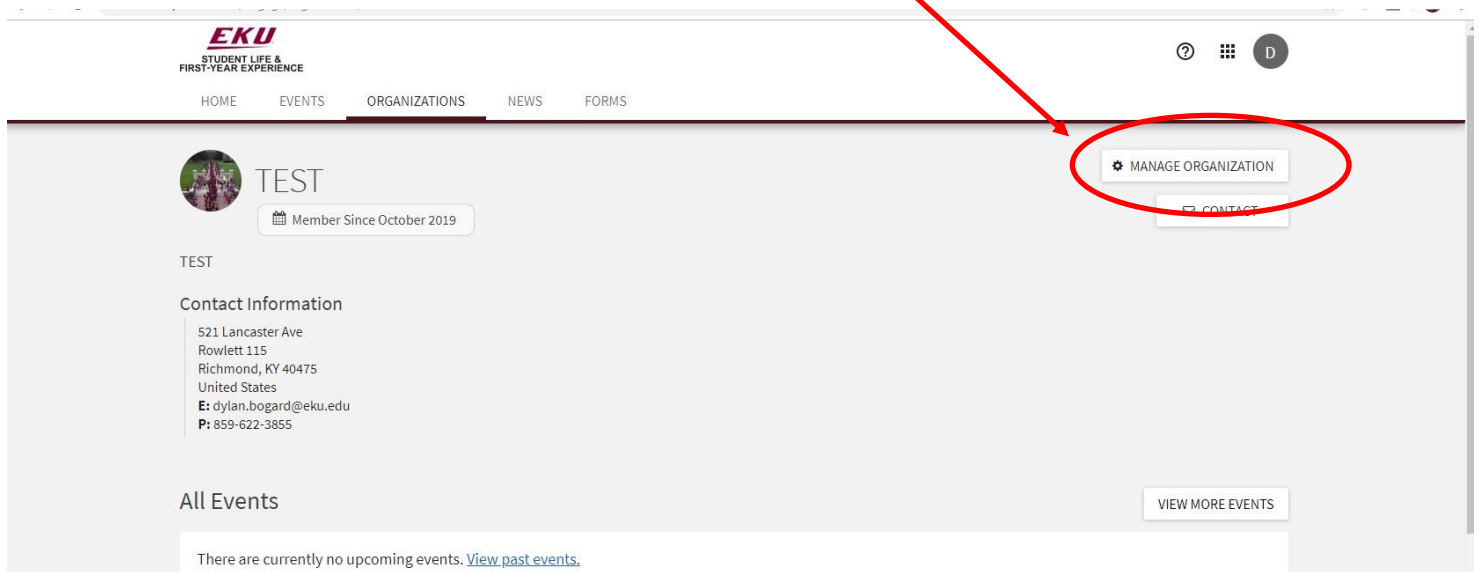 EKU
STUDENT LIFE &
FIRST-YEAR EXPERIENCE
D
HOME EVENTS ORGANIZATIONS NEWS FORMS
TEST
MANAGE ORGANIZATION
Member Since October 2019
CONTACT
TEST
Contact Information
521 Lancaster Ave
Rowlett 115
Richmond, KY 40475
United States
E: dylan.bogard@eku.edu
P: 859-622-3855
All Events
VIEW MORE EVENTS
There are currently no upcoming events. View past events.